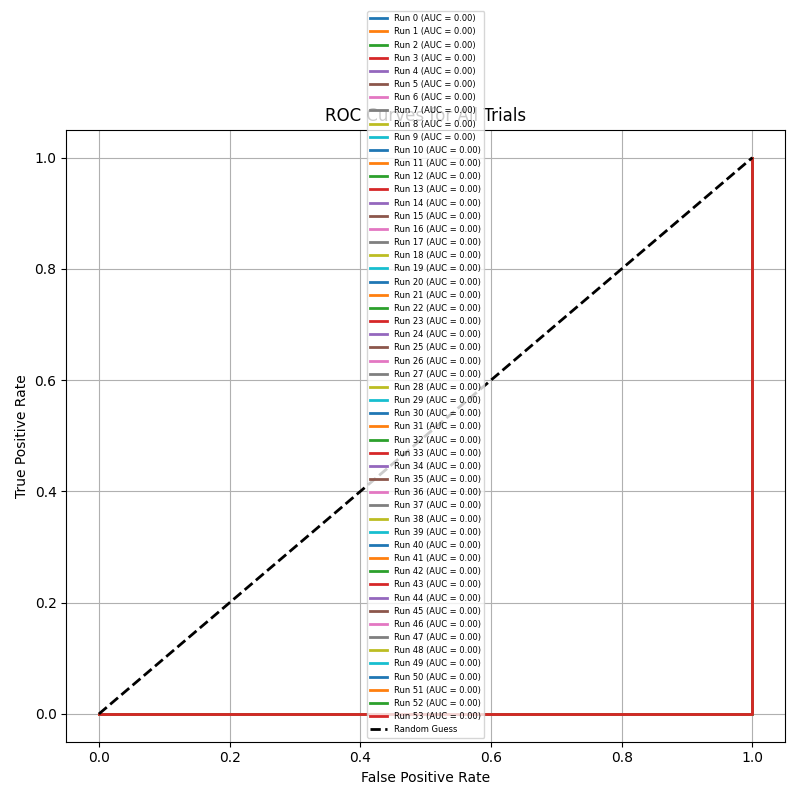 Run 0 (AUC = 0.00)
Run 1 (AUC = 0.00)
Run 2 (AUC = 0.00)
Run 3 (AUC = 0.00)
Run 4 (AUC = 0.00)
Run 5 (AUC = 0.00)
Run 6 (AUC = 0.00)
Run 7 (AUC = 0.00)
Run 8 (AUC = 0.00)
Run 9 (AUC = 0.00)
Run 10 (AUC = 0.00)
Run 11 (AUC = 0.00)
Run 12 (AUC = 0.00)
Run 13 (AUC = 0.00)
Run 14 (AUC = 0.00)
Run 15 (AUC = 0.00)
Run 16 (AUC = 0.00)
Run 17 (AUC = 0.00)
Run 18 (AUC = 0.00)
Run 19 (AUC = 0.00)
Run 20 (AUC = 0.00)
Run 21 (AUC = 0.00)
Run 22 (AUC = 0.00)
Run 23 (AUC = 0.00)
Run 24 (AUC = 0.00)
Run 25 (AUC = 0.00)
Run 26 (AUC = 0.00)
Run 27 (AUC = 0.00)
Run 28 (AUC = 0.00)
Run 29 (AUC = 0.00)
Run 30 (AUC = 0.00)
Run 31 (AUC = 0.00)
Run 32 (AUC = 0.00)
Run 33 (AUC = 0.00)
Run 34 (AUC = 0.00)
Run 35 (AUC = 0.00)
Run 36 (AUC = 0.00)
Run 37 (AUC = 0.00)
Run 38 (AUC = 0.00)
Run 39 (AUC = 0.00)
Run 40 (AUC = 0.00)
Run 41 (AUC = 0.00)
Run 42 (AUC = 0.00)
Run 43 (AUC = 0.00)
Run 44 (AUC = 0.00)
Run 45 (AUC = 0.00)
Run 46 (AUC = 0.00)
Run 47 (AUC = 0.00)
Run 48 (AUC = 0.00)
Run 49 (AUC = 0.00)
Run 50 (AUC = 0.00)
Run 51 (AUC = 0.00)
Run 52 (AUC = 0.00)
Run 53 (AUC = 0.00)
Random Guess
ROC Curves for All Trials
True Positive Rate
1.0
0.8
0.6
0.4
0.2
0.0
0.0 0.2 0.4 0.6 0.8 1.0
False Positive Rate